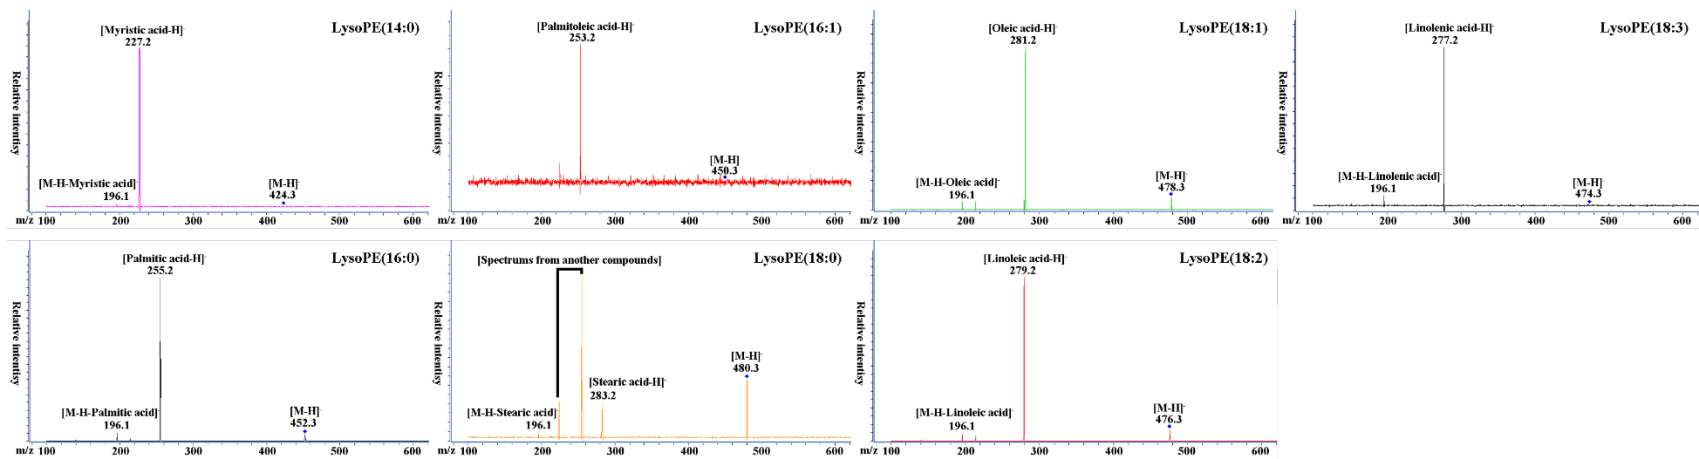 LysoPE(14:0)
[Myristic acid-H]-
227.2
[M-H-Myristic acid]-
196.1
[M-H]-
424.3
Relative intentisy
m/z 100 200 300 400 500 600
LysoPE(16:1)
[Palmitoleic acid-H]-
253.2
[M-H]
450.3
Relative intentisy
m/z 100 200 300 400 500 600
LysoPE(18:1)
[Oleic acid-H]-
281.2
[M-H-Oleic acid]-
196.1
[M-H]-
478.3
Relative intentisy
m/z 100 200 300 400 500 600
LysoPE(18:3)
[Linolenic acid-H]-
277.2
[M-H-Linolenic acid]-
196.1
[M-H]-
474.3
Relative intentisy
m/z 100 200 300 400 500 600
LysoPE(16:0)
[Palmitic acid-H]-
255.2
[M-H-Palmitic acid]-
196.1
[M-H]-
452.3
Relative intentisy
m/z 100 200 300 400 500 600
LysoPE(18:0)
[Spectrums from another compounds]
[M-H]-
480.3
[Stearic acid-H]-
283.2
[M-H-Stearic acid]-
196.1
Relative intentisy
m/z 100 200 300 400 500 600
LysoPE(18:2)
[Linoleic acid-H]-
279.2
[M-H-Linoleic acid]-
196.1
[M-H]-
476.3
Relative intentisy
m/z 100 200 300 400 500 600